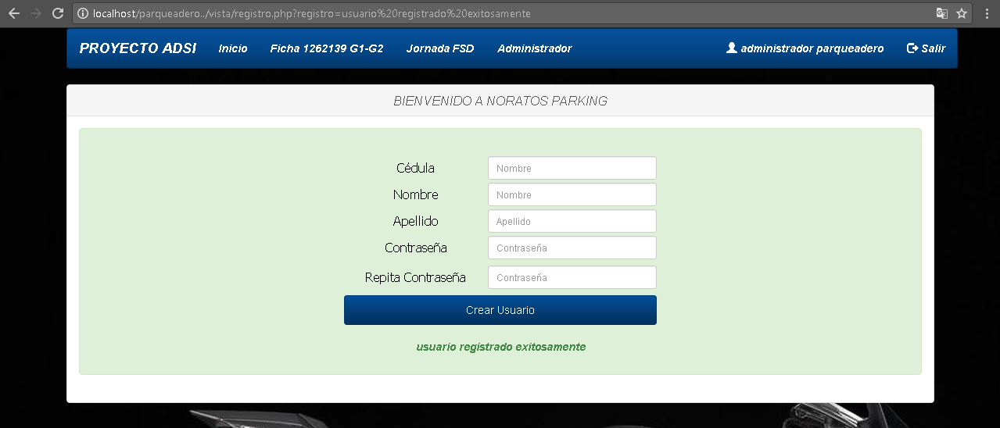 localhost/parqueadero../vista/registro.php?registro=usuario%20registrado%20exitosamente
PROYECTO ADSI Inicio Ficha 1262139 G1-G2 Jornada FSD Administrador administrador parqueadero Salir
BIENVENIDO A NORATOS PARKING
Cédula Nombre
Nombre Nombre
Apellido Apellido
Contraseña Contraseña
Repita Contraseña Contraseña
Crear Usuario
usuario registrado exitosamente